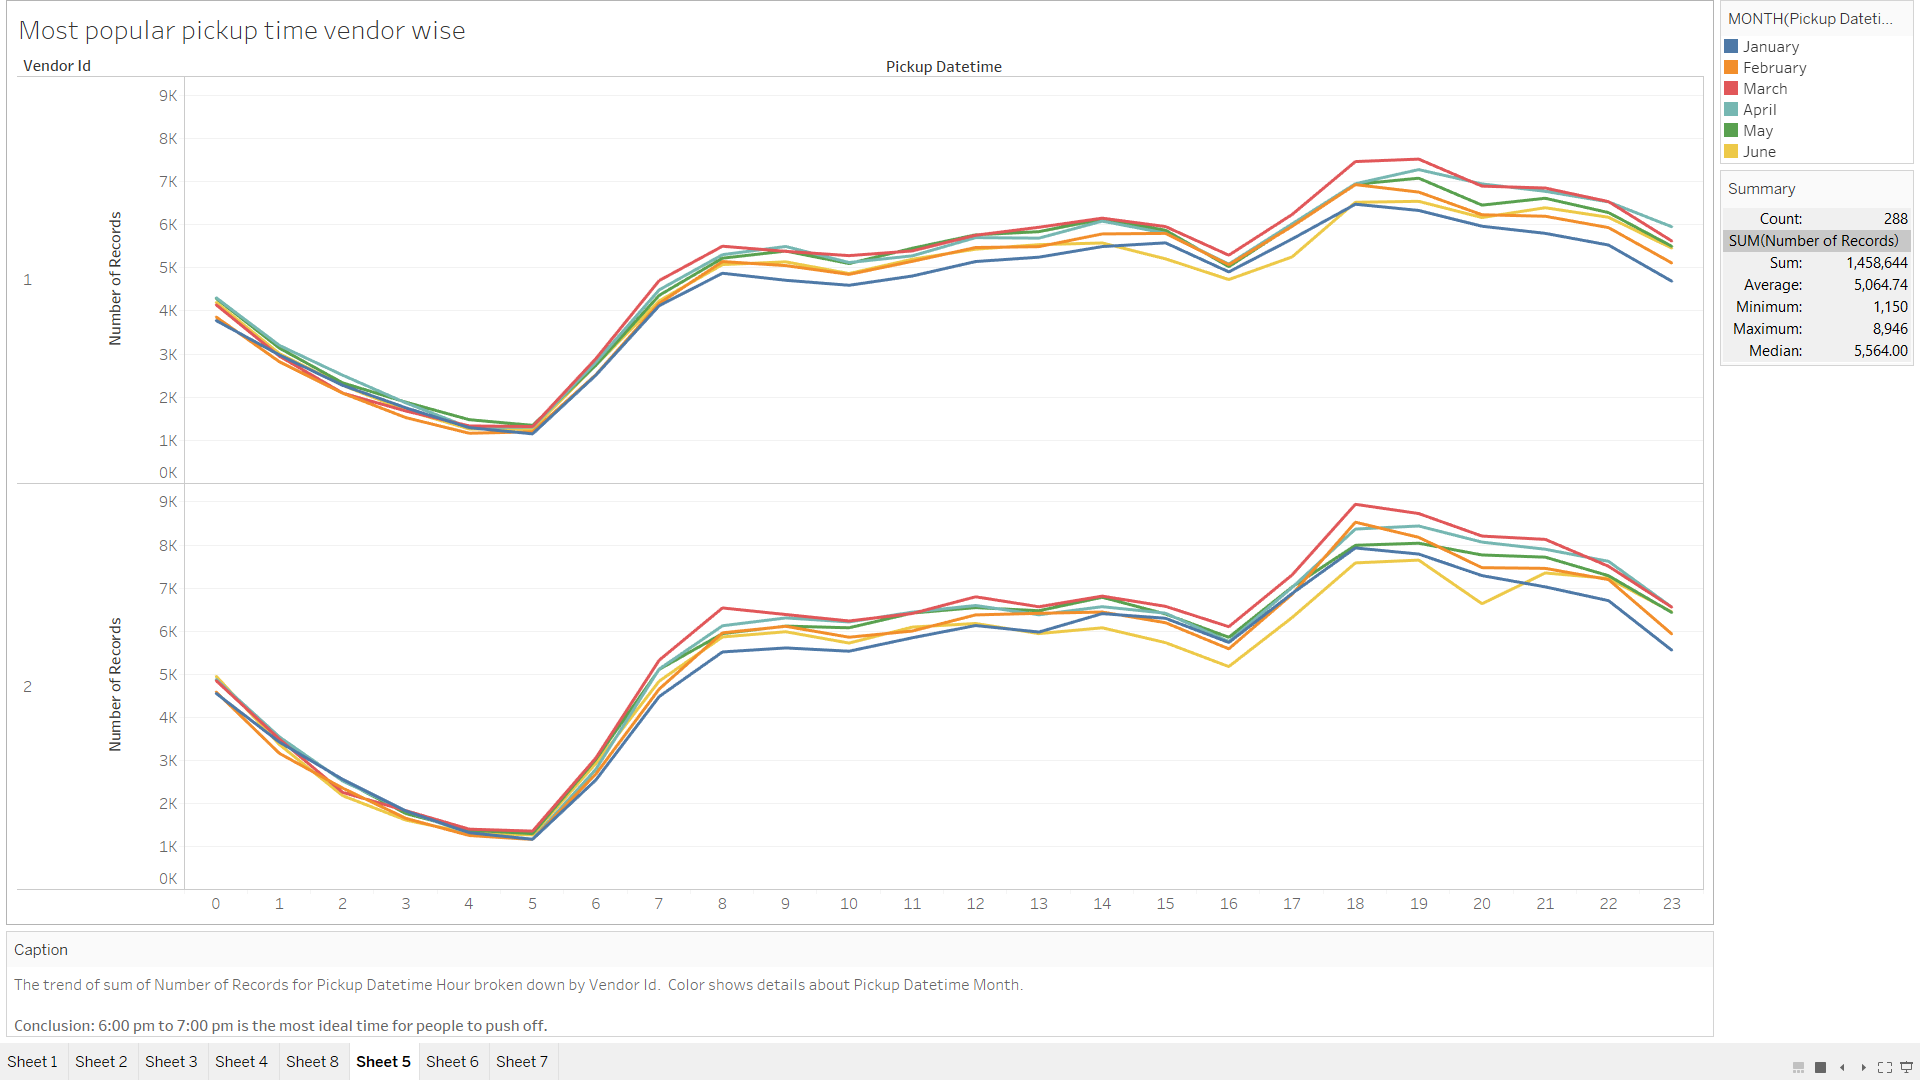 Most popular pickup time vendor wise
Vendor Id
Pickup Datetime
9K
8K
7K
6K
5K
4K
3K
2K
1K
0K
Number of Records
1
9K
8K
7K
6K
5K
4K
3K
2K
1K
0K
Number of Records
2
0 1 2 3 4 5 6 7 8 9 10 11 12 13 14 15 16 17 18 19 20 21 22 23
MONTH(Pickup Dateti...
January
February
March
April
May
June
Summary
Count: 288
SUM(Number of Records)
Sum: 1,458,644
Average: 5,064.74
Minimum: 1,150
Maximum: 8,946
Median: 5,564.00
Caption
The trend of sum of Number of Records for Pickup Datetime Hour broken down by Vendor Id.  Color shows details about Pickup Datetime Month.
Conclusion: 6:00 pm to 7:00 pm is the most ideal time for people to push off.
Sheet 1 Sheet 2 Sheet 3 Sheet 4 Sheet 8 Sheet 5 Sheet 6 Sheet 7